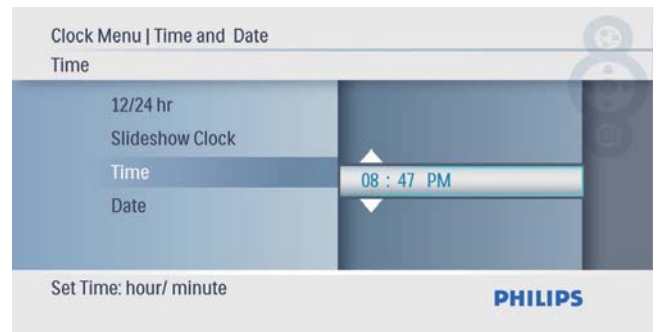 Clock Menu | Time and Date
Time
12/24 hr
Slideshow Clock
Time
08 : 47 PM
Date
Set Time: hour/ minute
PHILIPS